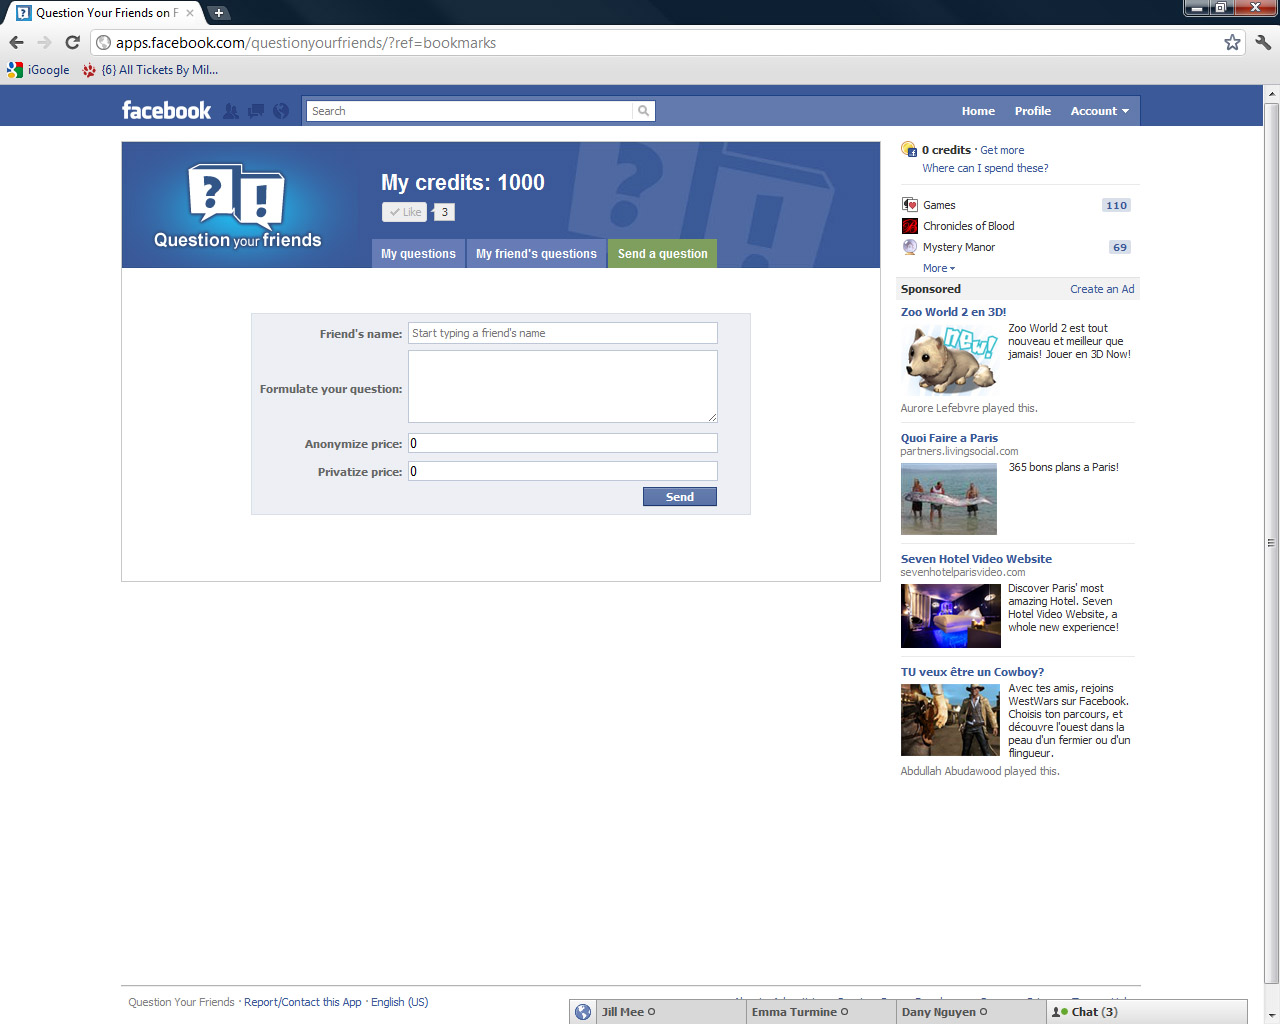 Question Your Friends on F
apps.facebook.com/questionyourfriends/?ref=bookmarks
iGoogle
{6} All Tickets By Mil...
facebook
Search
Home
Profile
Account
Question your friends
My credits: 1000
Like
3
My questions
My friend's questions
Send a question
Friend's name:
Start typing a friend's name
Formulate your question:
Anonymize price:
0
Privatize price:
0
Send
0 credits · Get more
Where can I spend these?
Games
110
Chronicles of Blood
Mystery Manor
69
More
Sponsored
Create an Ad
Zoo World 2 en 3D!
new!
Zoo World 2 est tout
nouveau et meilleur que
jamais! Jouer en 3D Now!
Aurore Lefebvre played this.
Quoi Faire a Paris
partners.livingsocial.com
365 bons plans a Paris!
Seven Hotel Video Website
sevenhotelparisvideo.com
Discover Paris' most
amazing Hotel. Seven
Hotel Video Website, a
whole new experience!
TU veux être un Cowboy?
Avec tes amis, rejoins
WestWars sur Facebook.
Choisis ton parcours, et
découvre l'ouest dans la
peau d'un fermier ou d'un
flingueur.
Abdullah Abudawood played this.
Question Your Friends · Report/Contact this App · English (US)
Jill Mee
Emma Turmine
Dany Nguyen
Chat (3)